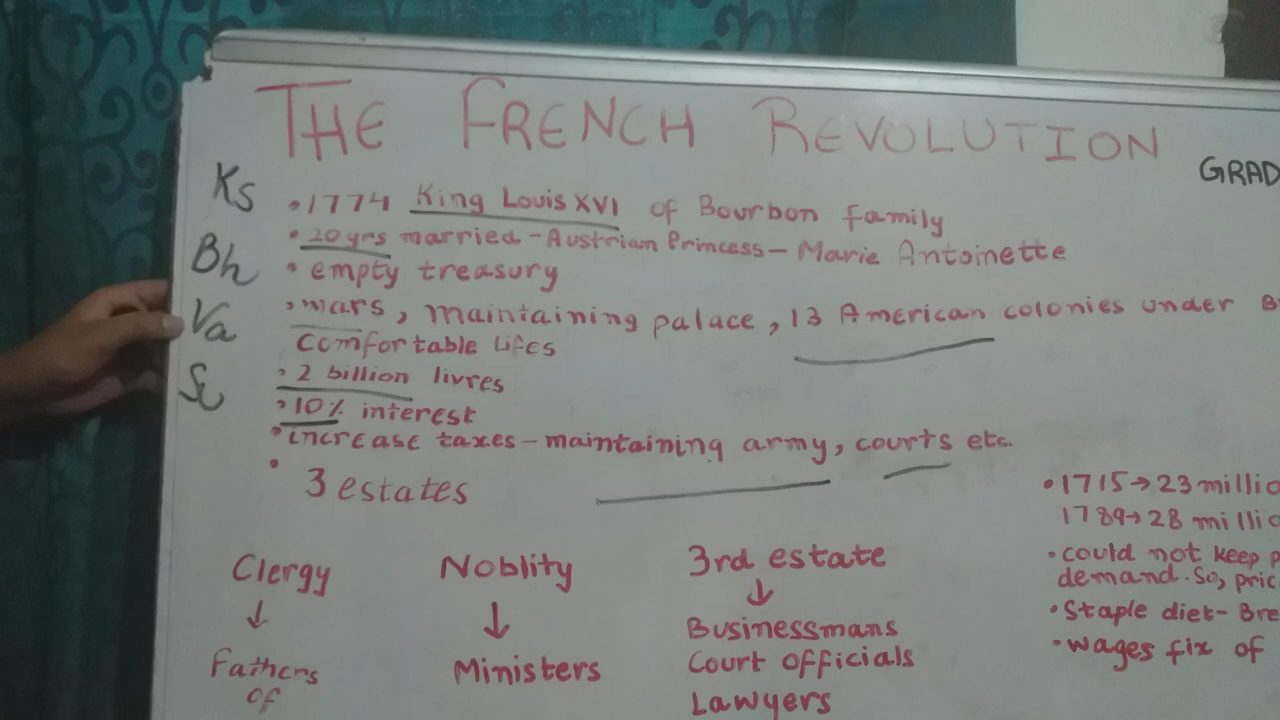 THE FRENCH REVOLUTION
GRAD
Ks
• 1774 King Louis XVI of Bourbon family
• 20 yrs married - Austrian Princess - Marie Antoinette
Bh
• empty treasury
• wars, maintaining palace, 13 American colonies under B
Va
Comfortable lifes
• 2 billion livres
• 10% interest
• increase taxes - maintaining army, courts etc.
• 3 estates
• 1715 → 23 millio
1789 → 28 millio
• could not keep p
demand. So, pric
• Staple diet - Bre
• wages fix of
Clergy
↓
Fathers
of
Noblity
↓
Ministers
3rd estate
↓
Businessmans
Court officials
Lawyers